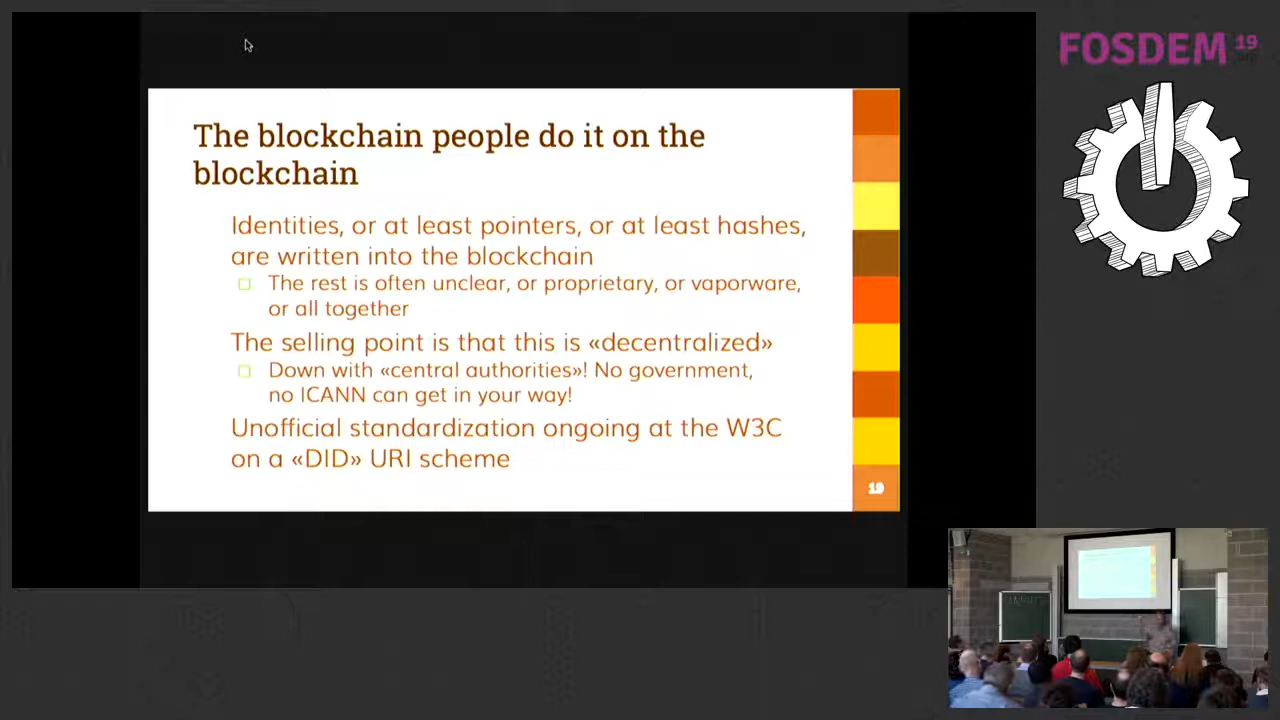 FOSDEM 19
.org
The blockchain people do it on the
blockchain
Identities, or at least pointers, or at least hashes,
are written into the blockchain
The rest is often unclear, or proprietary, or vaporware,
or all together
The selling point is that this is «decentralized»
Down with «central authorities»! No government,
no ICANN can get in your way!
Unofficial standardization ongoing at the W3C
on a «DID» URI scheme
19